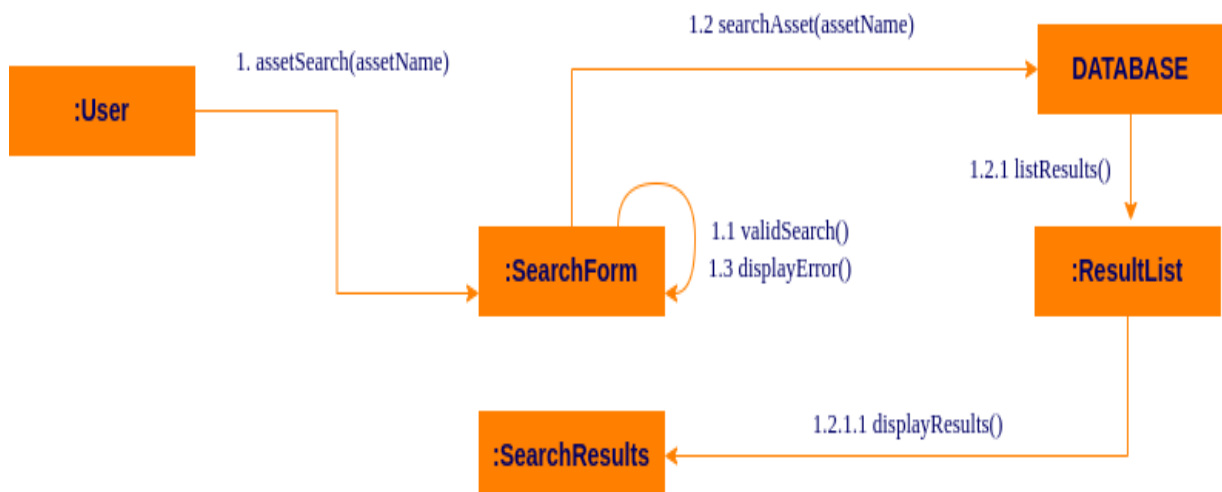 1.2 searchAsset(assetName)
1. assetSearch(assetName)
DATABASE
:User
1.2.1 listResults()
1.1 validSearch()
:SearchForm
1.3 displayError()
:ResultList
1.2.1.1 displayResults()
:SearchResults